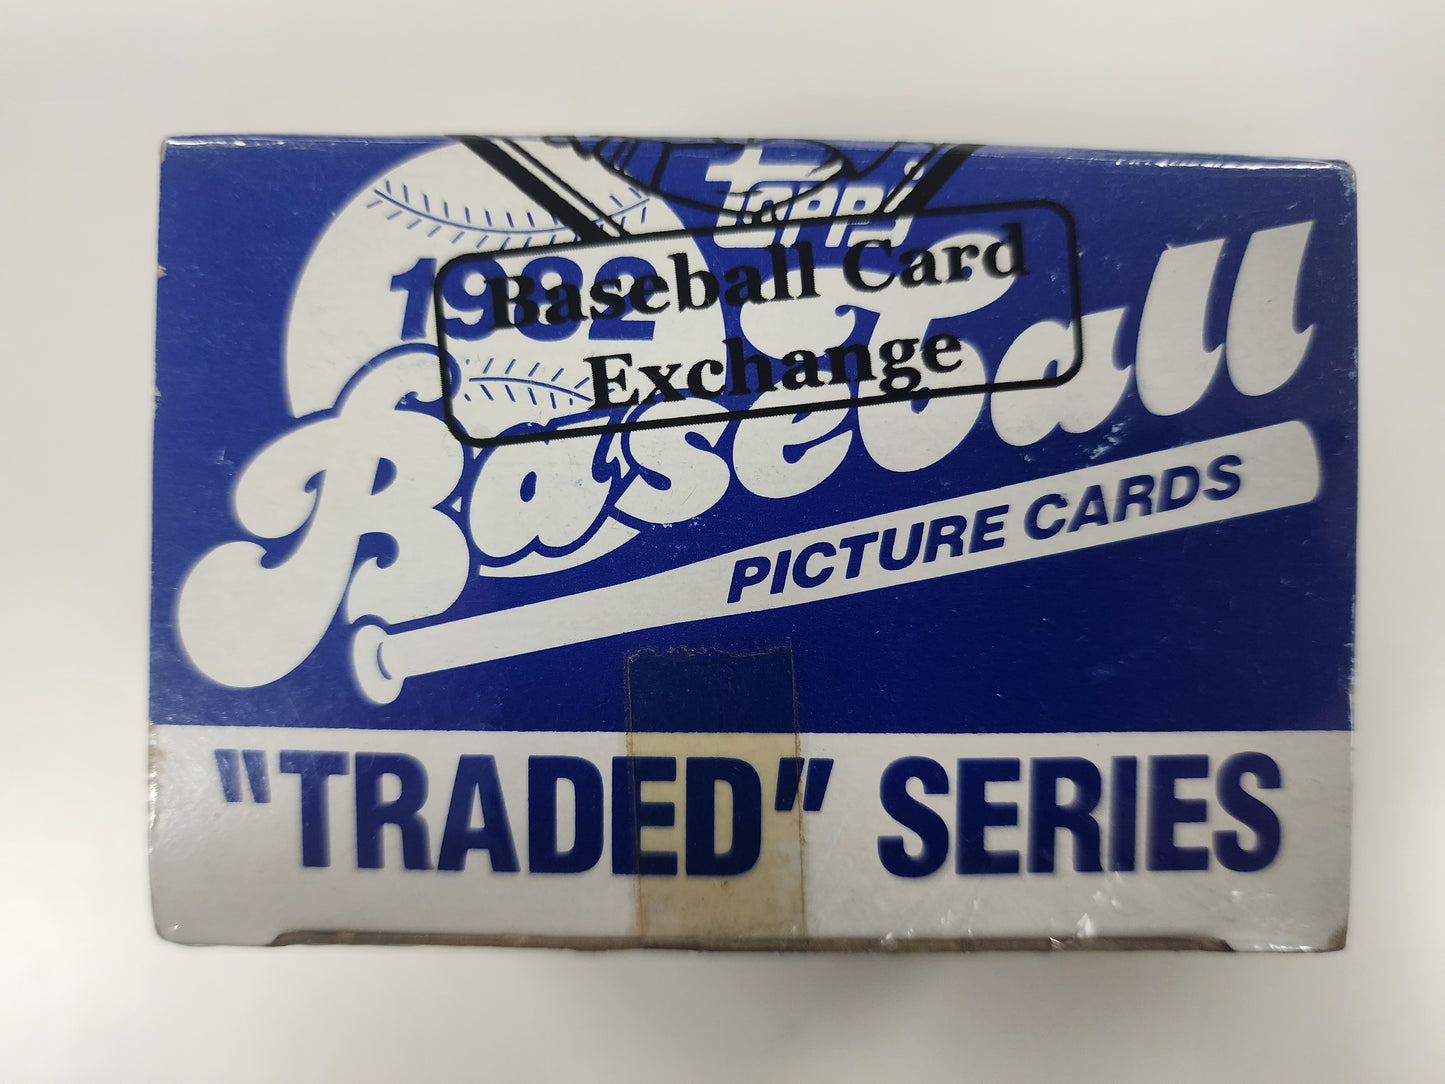 TOPPS
1982
Baseball Card
Exchange
Baseball
PICTURE CARDS
"TRADED" SERIES